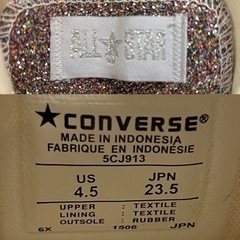 ALL ★ STAR
★CONVERSE®
MADE IN INDONESIA
FABRIQUE EN INDONÉSIE
5CJ913
US JPN
4.5 23.5
UPPER : TEXTILE
LINING : TEXTILE
OUTSOLE : RUBBER
6X 1506 JPN